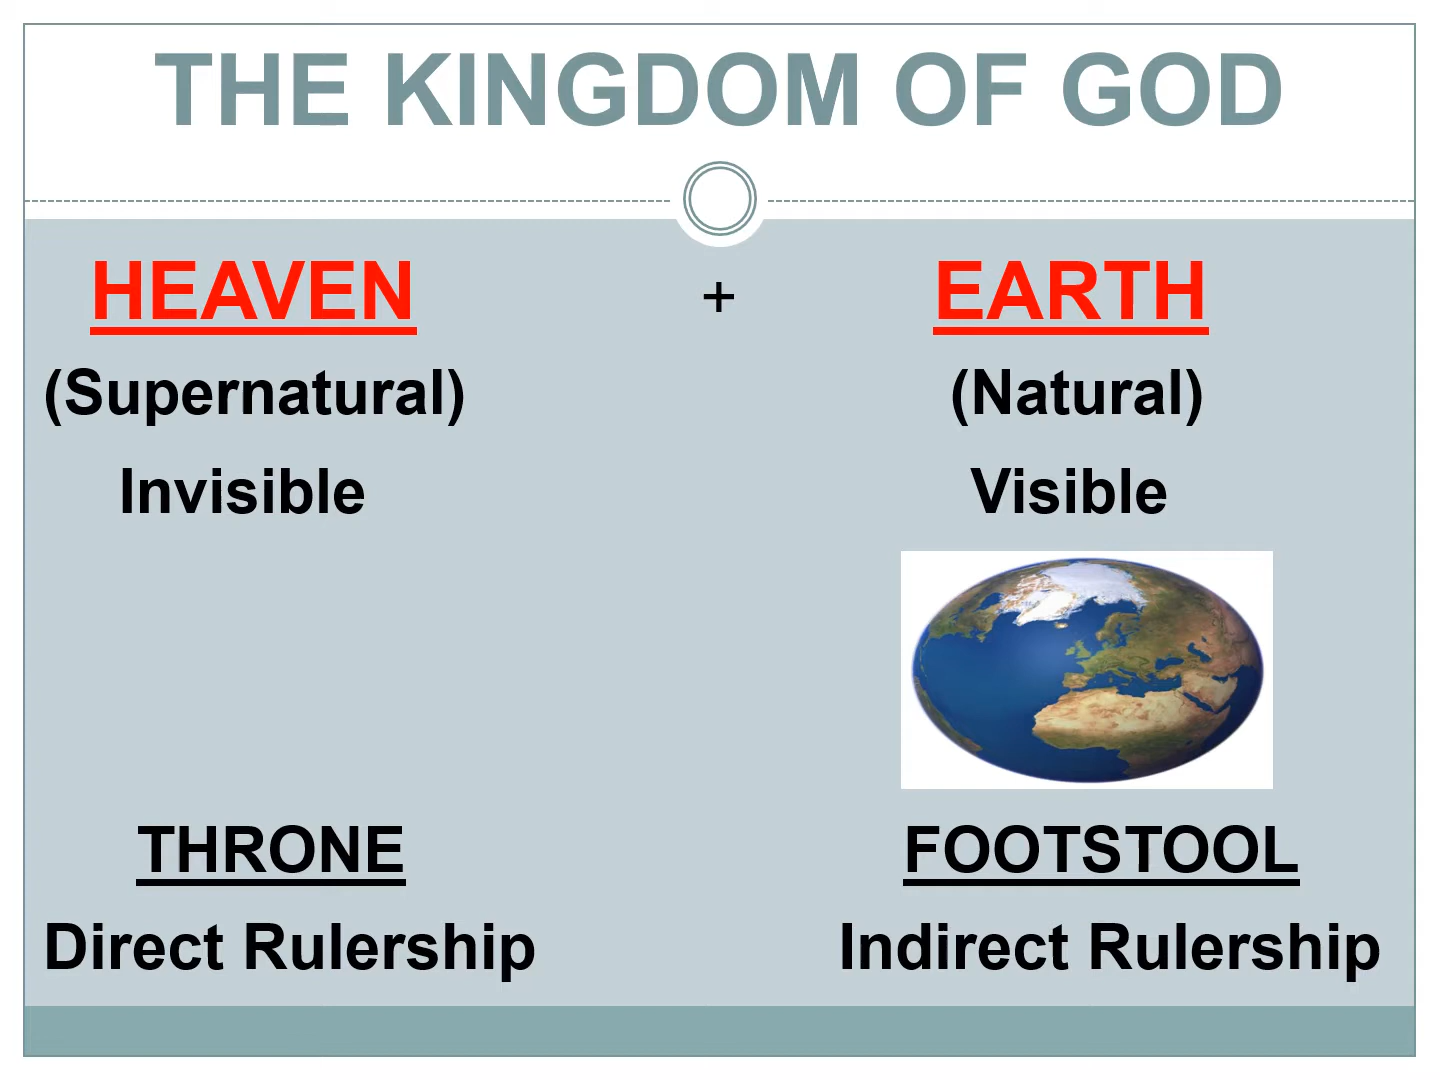 THE KINGDOM OF GOD
HEAVEN + EARTH
(Supernatural) (Natural)
Invisible Visible
THRONE FOOTSTOOL
Direct Rulership Indirect Rulership